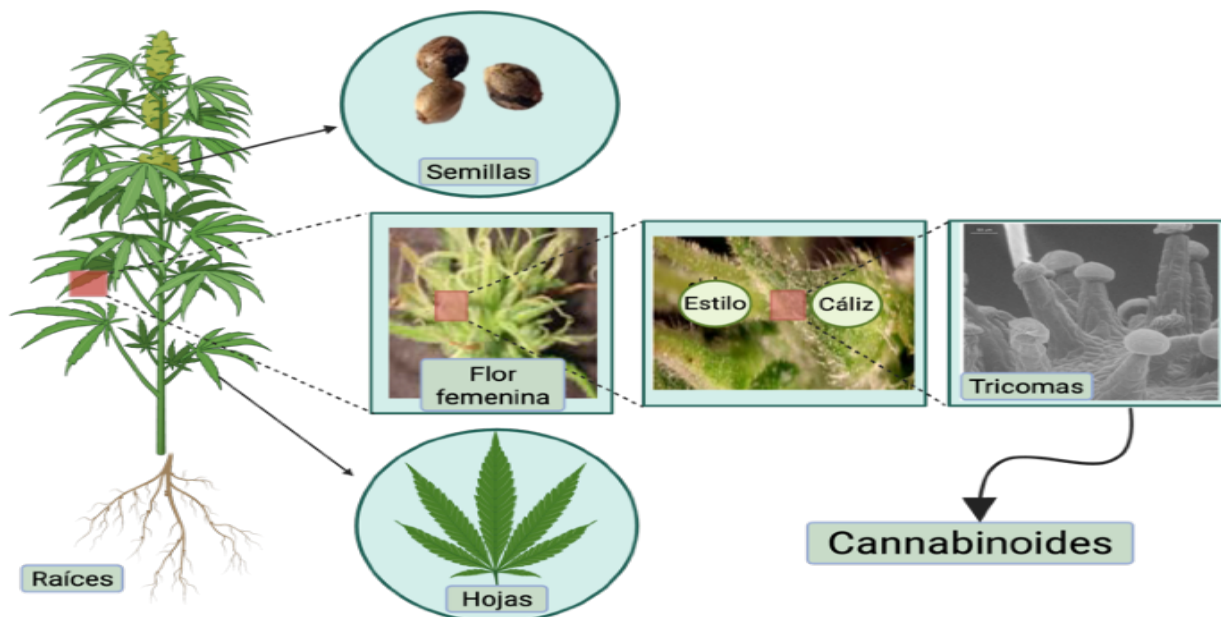 Semillas
Flor
femenina
Estilo
Cáliz
Tricomas
Cannabinoides
Raíces
Hojas